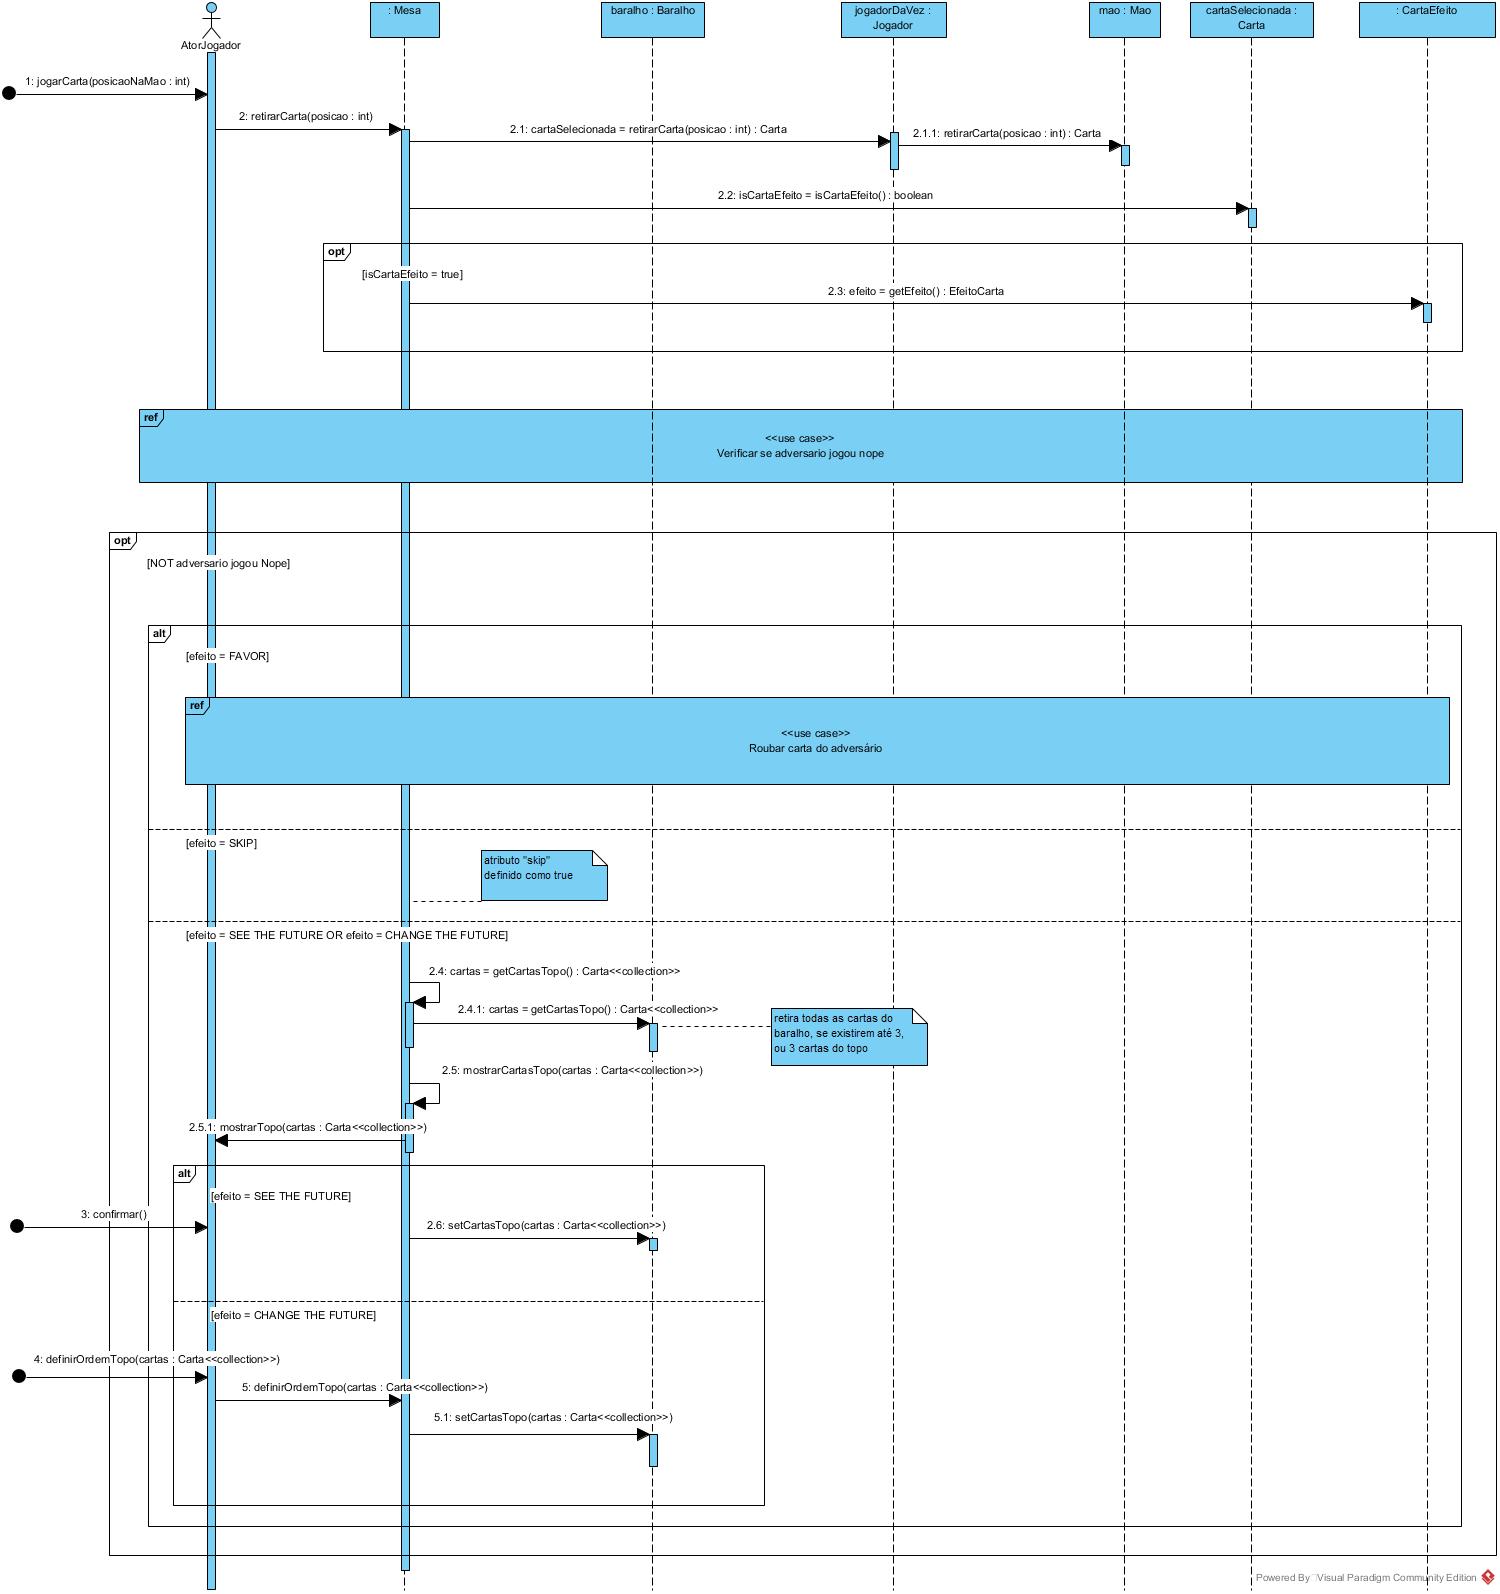 : Mesa
baralho : Baralho
jogadorDaVez :
Jogador
mao : Mao
cartaSelecionada :
Carta
: CartaEfeito
AtorJogador
1: jogarCarta(posicaoNaMao : int)
2: retirarCarta(posicao : int)
2.1: cartaSelecionada = retirarCarta(posicao : int) : Carta
2.1.1: retirarCarta(posicao : int) : Carta
2.2: isCartaEfeito = isCartaEfeito() : boolean
opt
[isCartaEfeito = true]
2.3: efeito = getEfeito() : EfeitoCarta
ref
<<use case>>
Verificar se adversario jogou nope
opt
[NOT adversario jogou Nope]
alt
[efeito = FAVOR]
ref
<<use case>>
Roubar carta do adversário
[efeito = SKIP]
atributo "skip"
definido como true
[efeito = SEE THE FUTURE OR efeito = CHANGE THE FUTURE]
2.4: cartas = getCartasTopo() : Carta<<collection>>
2.4.1: cartas = getCartasTopo() : Carta<<collection>>
retira todas as cartas do
baralho, se existirem até 3,
ou 3 cartas do topo
2.5: mostrarCartasTopo(cartas : Carta<<collection>>)
2.5.1: mostrarTopo(cartas : Carta<<collection>>)
alt
[efeito = SEE THE FUTURE]
3: confirmar()
2.6: setCartasTopo(cartas : Carta<<collection>>)
[efeito = CHANGE THE FUTURE]
4: definirOrdemTopo(cartas : Carta<<collection>>)
5: definirOrdemTopo(cartas : Carta<<collection>>)
5.1: setCartasTopo(cartas : Carta<<collection>>)
Powered By Visual Paradigm Community Edition